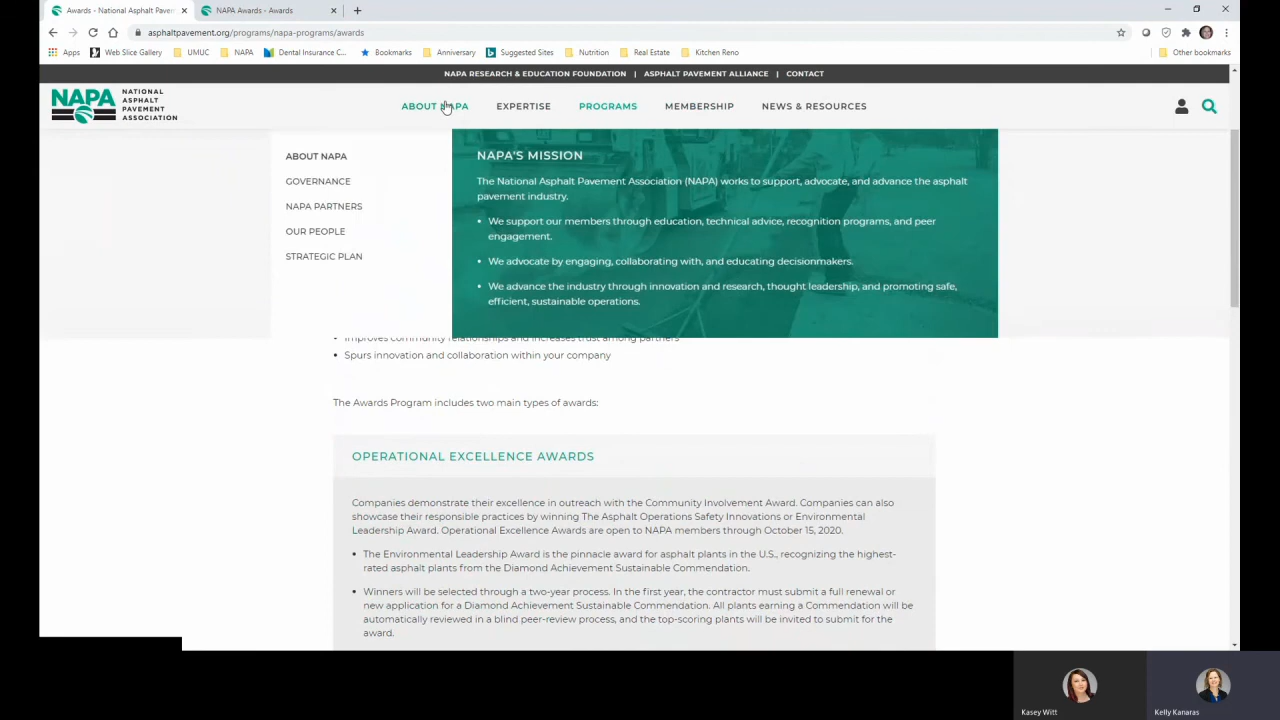 Awards - National Asphalt Pavem
NAPA Awards - Awards
asphaltpavement.org/programs/napa-programs/awards
Apps
Web Slice Gallery
UMUC
NAPA
Dental Insurance C...
Bookmarks
Anniversary
Suggested Sites
Nutrition
Real Estate
Kitchen Reno
Other bookmarks
NAPA RESEARCH & EDUCATION FOUNDATION | ASPHALT PAVEMENT ALLIANCE | CONTACT
NAPA
NATIONAL
ASPHALT
PAVEMENT
ASSOCIATION
ABOUT NAPA
EXPERTISE
PROGRAMS
MEMBERSHIP
NEWS & RESOURCES
ABOUT NAPA
GOVERNANCE
NAPA PARTNERS
OUR PEOPLE
STRATEGIC PLAN
NAPA'S MISSION
The National Asphalt Pavement Association (NAPA) works to support, advocate, and advance the asphalt
pavement industry.
• We support our members through education, technical advice, recognition programs, and peer
engagement.
• We advocate by engaging, collaborating with, and educating decisionmakers.
• We advance the industry through innovation and research, thought leadership, and promoting safe,
efficient, sustainable operations.
• Improves community relationships and increases trust among partners
• Spurs innovation and collaboration within your company
The Awards Program includes two main types of awards:
OPERATIONAL EXCELLENCE AWARDS
Companies demonstrate their excellence in outreach with the Community Involvement Award. Companies can also
showcase their responsible practices by winning The Asphalt Operations Safety Innovations or Environmental
Leadership Award. Operational Excellence Awards are open to NAPA members through October 15, 2020.
• The Environmental Leadership Award is the pinnacle award for asphalt plants in the U.S., recognizing the highest-
rated asphalt plants from the Diamond Achievement Sustainable Commendation.
• Winners will be selected through a two-year process. In the first year, the contractor must submit a full renewal or
new application for a Diamond Achievement Sustainable Commendation. All plants earning a Commendation will be
automatically reviewed in a blind peer-review process, and the top-scoring plants will be invited to submit for the
award.
Kasey Witt
Kelly Kanaras